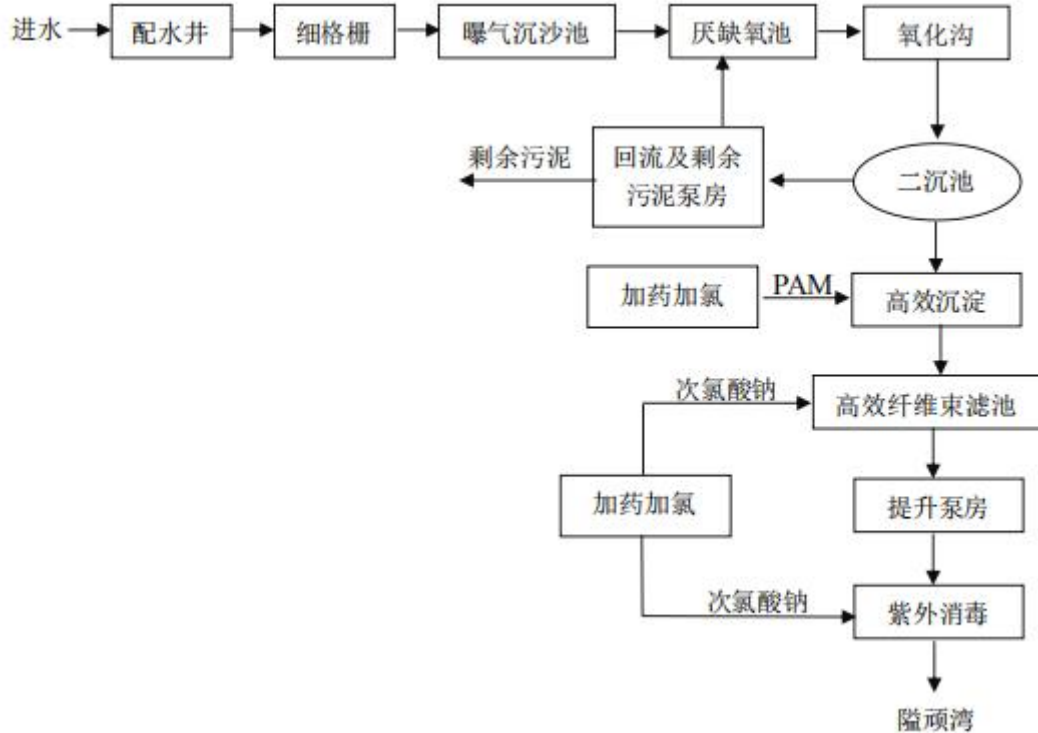 进水
配水井
细格栅
曝气沉沙池
厌缺氧池
氧化沟
剩余污泥
回流及剩余
污泥泵房
二沉池
加药加氯
PAM
高效沉淀
次氯酸钠
高效纤维束滤池
加药加氯
提升泵房
次氯酸钠
紫外消毒
隘顽湾